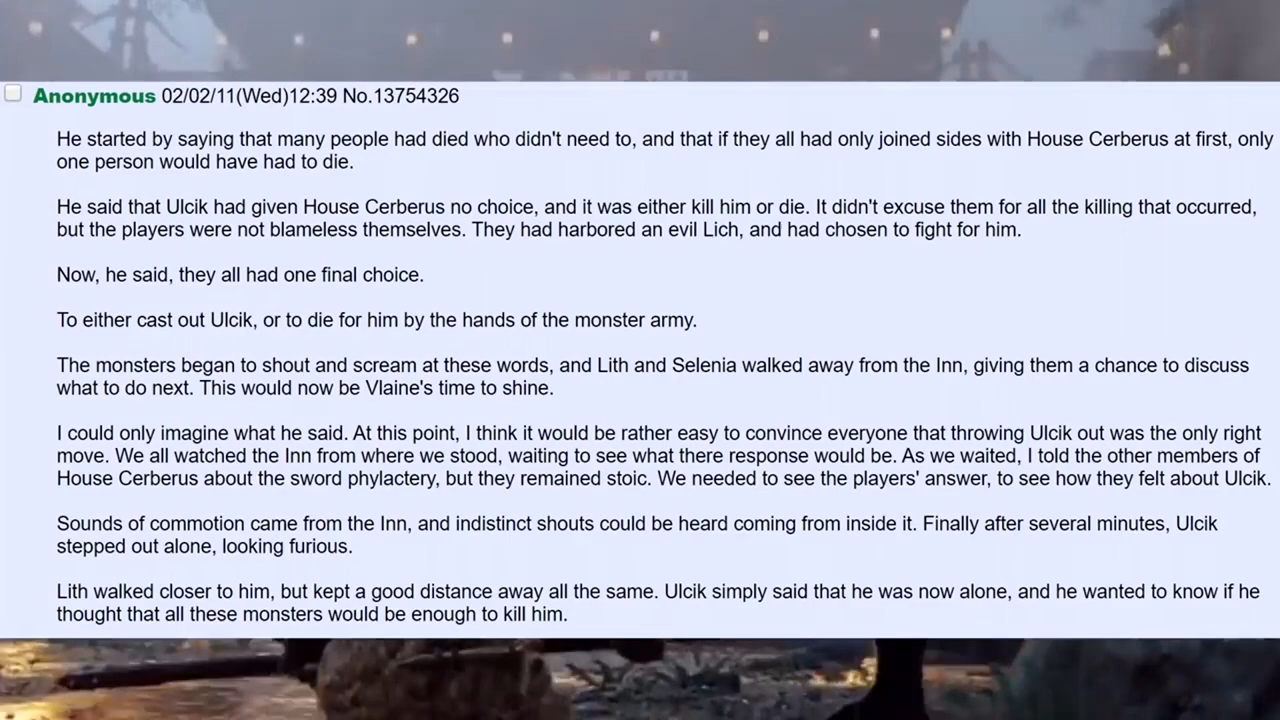 Anonymous 02/02/11(Wed)12:39 No.13754326
He started by saying that many people had died who didn't need to, and that if they all had only joined sides with House Cerberus at first, only
one person would have had to die.
He said that Ulcik had given House Cerberus no choice, and it was either kill him or die. It didn't excuse them for all the killing that occurred,
but the players were not blameless themselves. They had harbored an evil Lich, and had chosen to fight for him.
Now, he said, they all had one final choice.
To either cast out Ulcik, or to die for him by the hands of the monster army.
The monsters began to shout and scream at these words, and Lith and Selenia walked away from the Inn, giving them a chance to discuss
what to do next. This would now be Vlaine's time to shine.
I could only imagine what he said. At this point, I think it would be rather easy to convince everyone that throwing Ulcik out was the only right
move. We all watched the Inn from where we stood, waiting to see what there response would be. As we waited, I told the other members of
House Cerberus about the sword phylactery, but they remained stoic. We needed to see the players' answer, to see how they felt about Ulcik.
Sounds of commotion came from the Inn, and indistinct shouts could be heard coming from inside it. Finally after several minutes, Ulcik
stepped out alone, looking furious.
Lith walked closer to him, but kept a good distance away all the same. Ulcik simply said that he was now alone, and he wanted to know if he
thought that all these monsters would be enough to kill him.